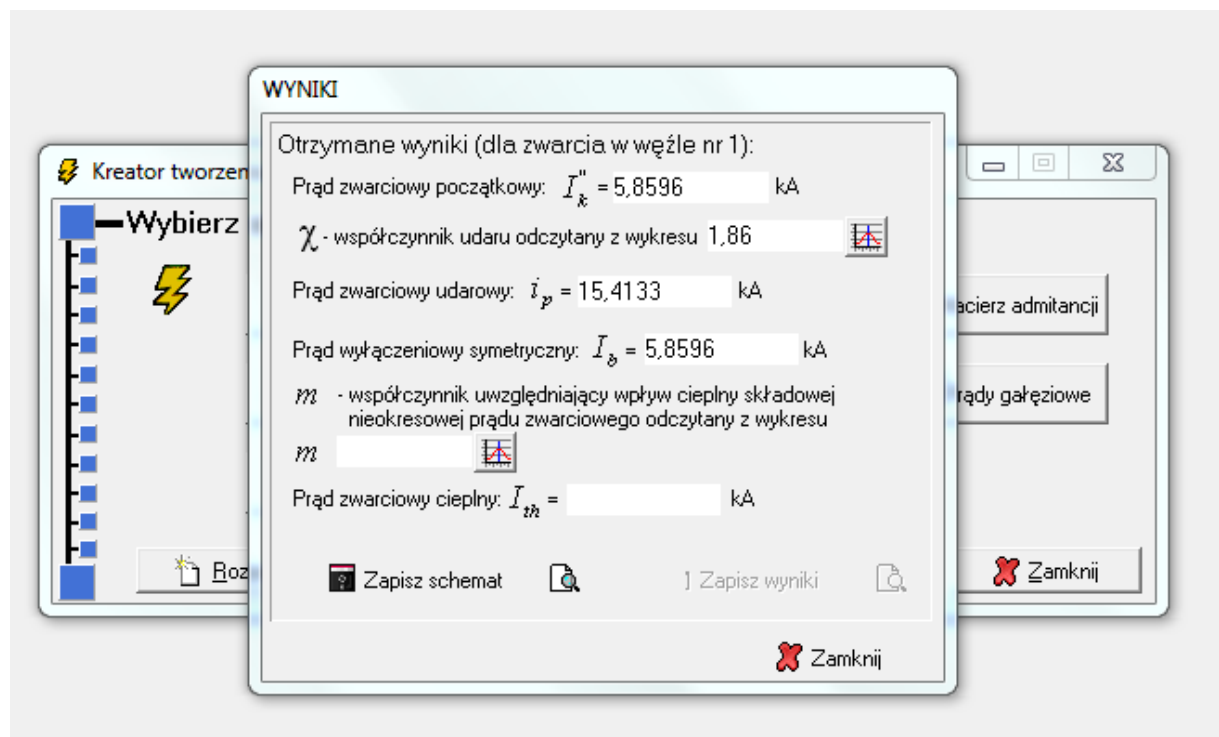 WYNIKI
Otrzymane wyniki (dla zwarcia w węźle nr 1):
Prąd zwarciowy początkowy: I"k = 5,8596 kA
χ - współczynnik udaru odczytany z wykresu 1,86
Prąd zwarciowy udarowy: ip = 15,4133 kA
Prąd wyłączeniowy symetryczny: Ib = 5,8596 kA
m - współczynnik uwzględniający wpływ cieplny składowej
nieokresowej prądu zwarciowego odczytany z wykresu
m
Prąd zwarciowy cieplny: Ith = kA
Zapisz schemat
Zapisz wyniki
Zamknij
Kreator tworzen
Wybierz
acierz admitancji
rądy gałęziowe
Roz
Zamknij